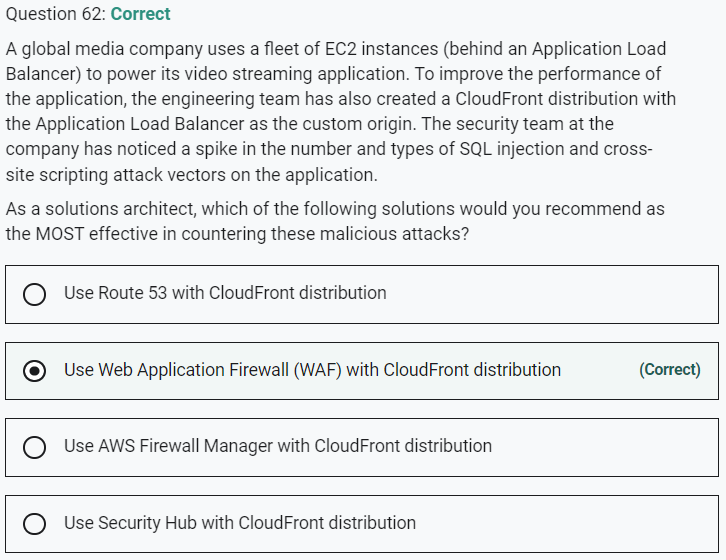 Question 62: Correct
A global media company uses a fleet of EC2 instances (behind an Application Load
Balancer) to power its video streaming application. To improve the performance of
the application, the engineering team has also created a CloudFront distribution with
the Application Load Balancer as the custom origin. The security team at the
company has noticed a spike in the number and types of SQL injection and cross-
site scripting attack vectors on the application.
As a solutions architect, which of the following solutions would you recommend as
the MOST effective in countering these malicious attacks?
Use Route 53 with CloudFront distribution
Use Web Application Firewall (WAF) with CloudFront distribution (Correct)
Use AWS Firewall Manager with CloudFront distribution
Use Security Hub with CloudFront distribution